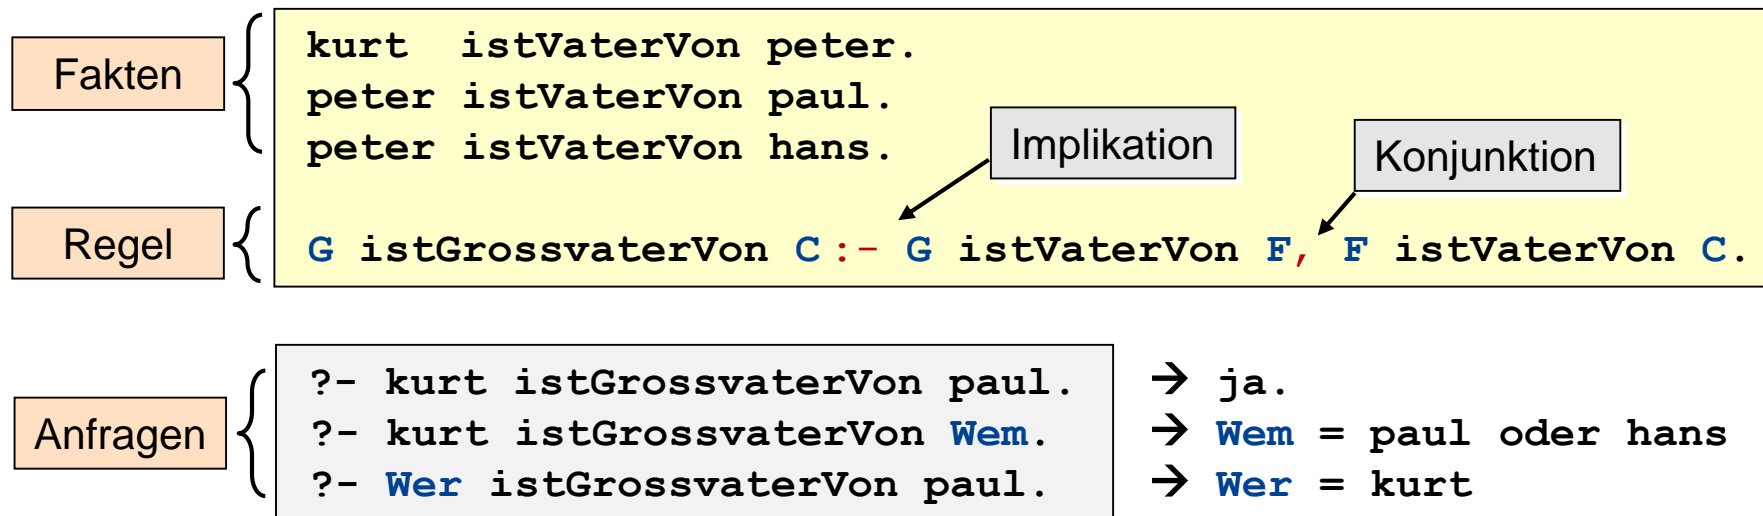 Fakten
kurt  istVaterVon peter.
peter istVaterVon paul.
peter istVaterVon hans.
Implikation
Konjunktion
Regel
G istGrossvaterVon C:- G istVaterVon F, F istVaterVon C.
Anfragen
?- kurt istGrossvaterVon paul. → ja.
?- kurt istGrossvaterVon Wem. → Wem = paul oder hans
?- Wer istGrossvaterVon paul. → Wer = kurt